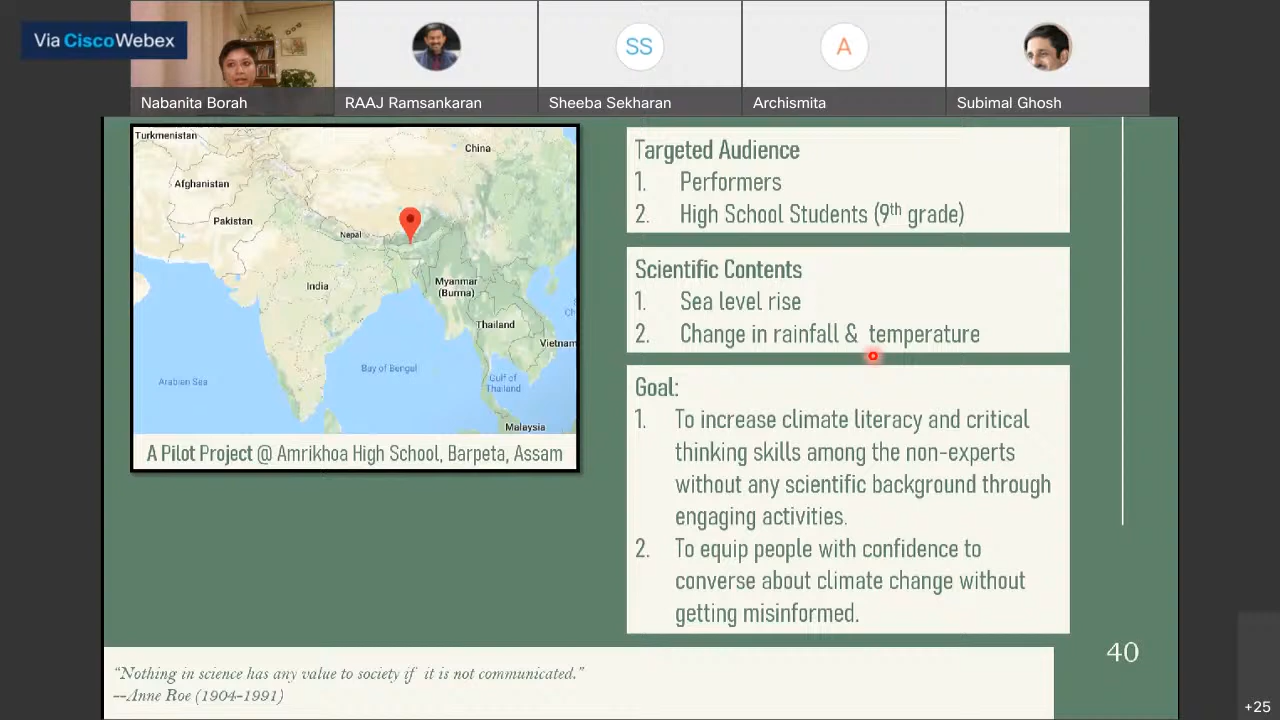 Via Cisco Webex
Nabanita Borah
RAAJ Ramsankaran
SS
Sheeba Sekharan
A
Archismita
Subimal Ghosh
Turkmenistan
China
Afghanistan
Pakistan
Nepal
India
Myanmar
(Burma)
Thailand
Vietnam
Bay of Bengal
Arabian Sea
Gulf of
Thailand
Malaysia
A Pilot Project @ Amrikhoa High School, Barpeta, Assam
Targeted Audience
1. Performers
2. High School Students (9th grade)
Scientific Contents
1. Sea level rise
2. Change in rainfall & temperature
Goal:
1. To increase climate literacy and critical
thinking skills among the non-experts
without any scientific background through
engaging activities.
2. To equip people with confidence to
converse about climate change without
getting misinformed.
40
“Nothing in science has any value to society if it is not communicated.”
--Anne Roe (1904-1991)
+25